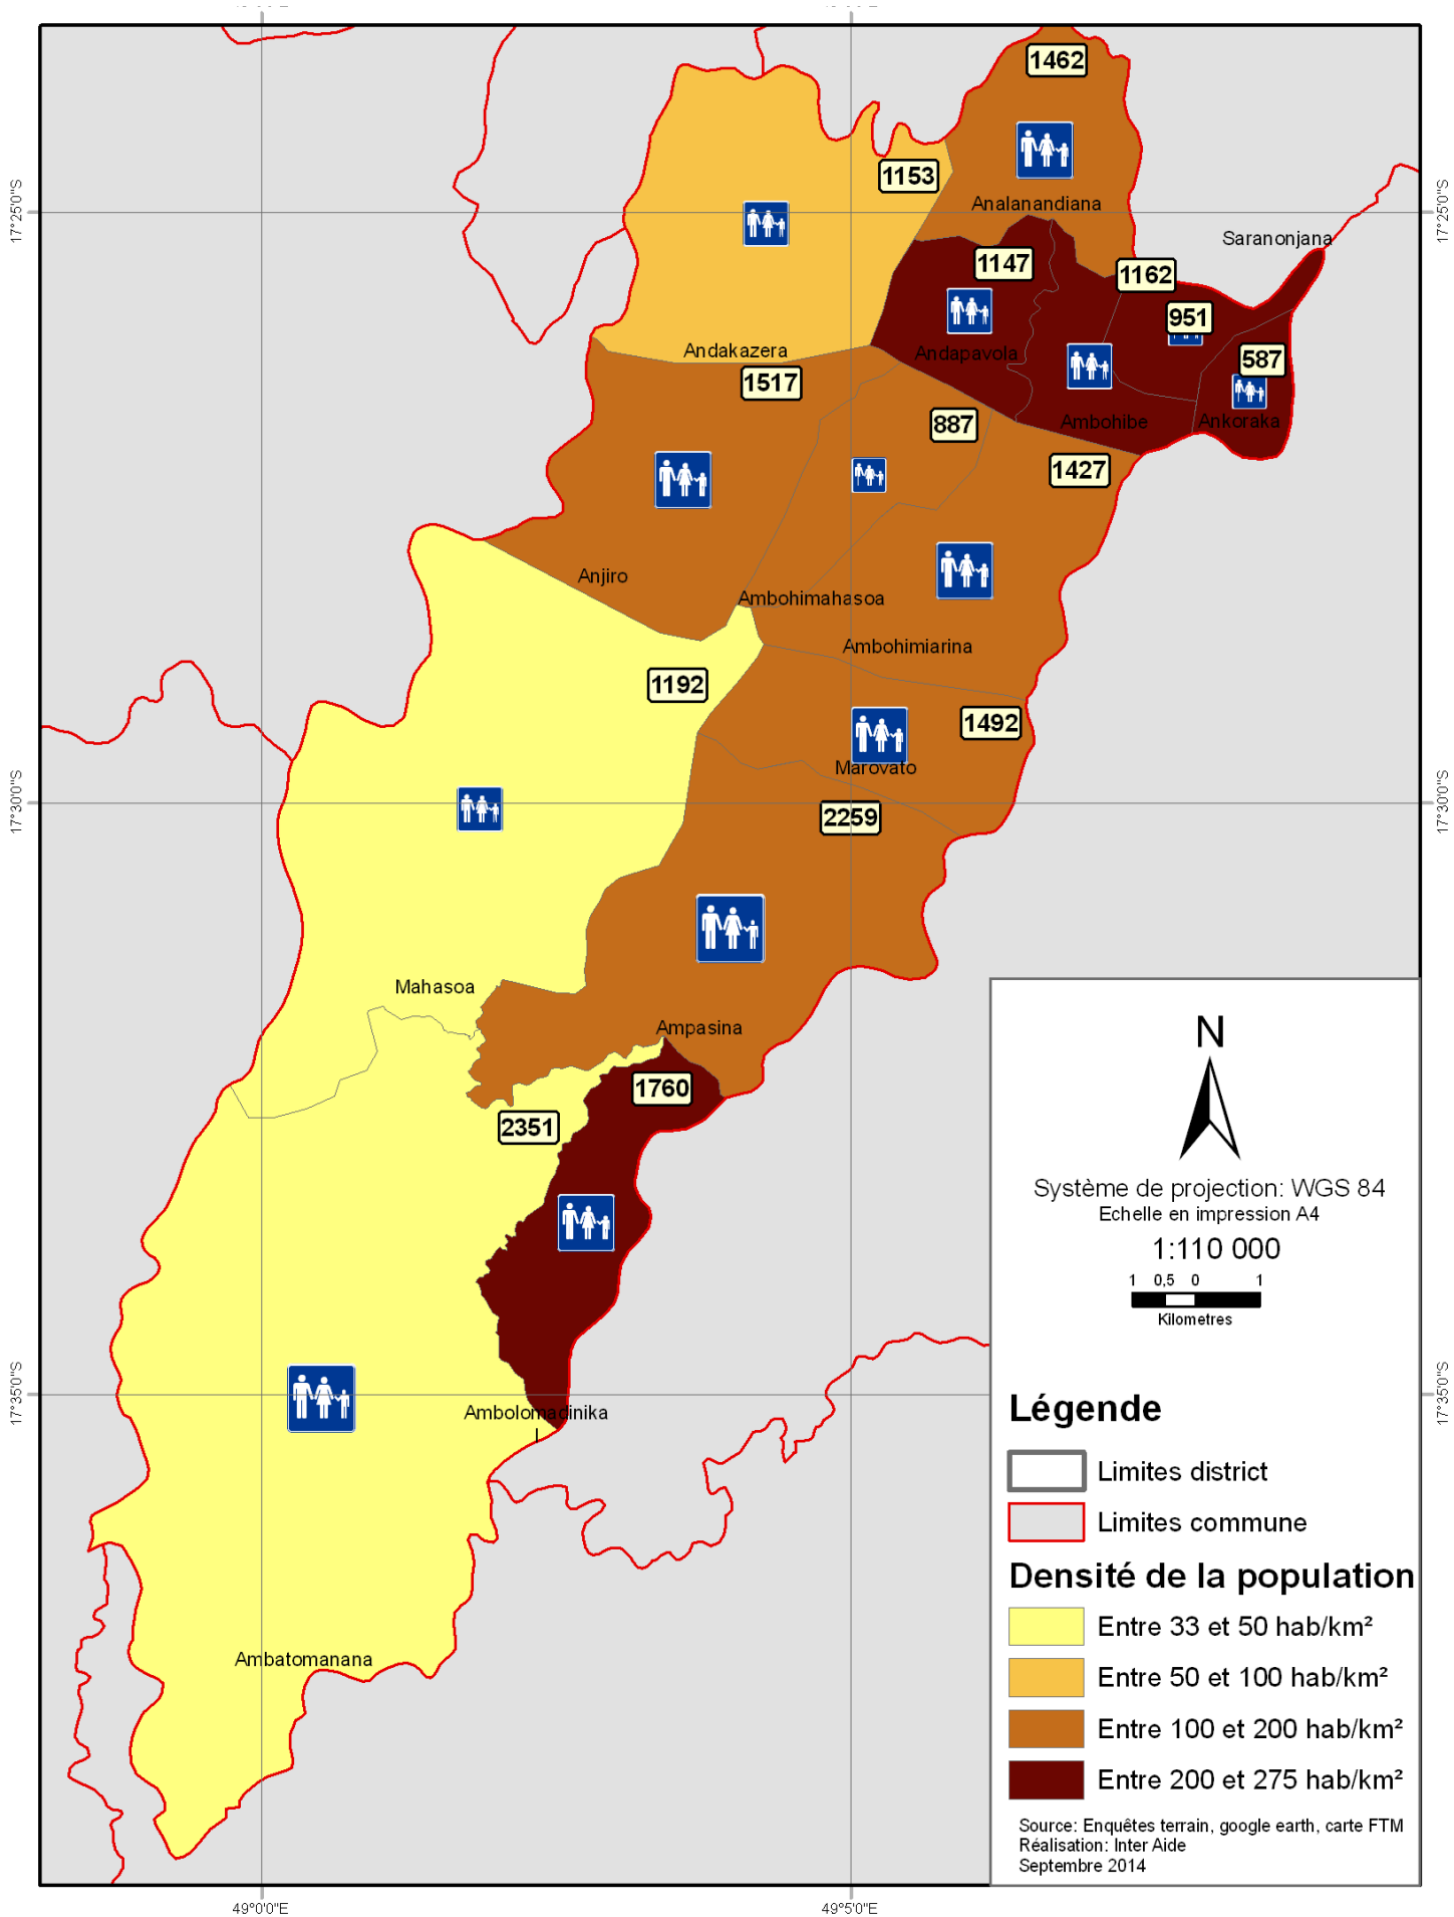 1462
1153
Analanandiana
17°25'0"S
17°25'0"S
Saranonjana
1147
1162
951
Andakazera
Andapavola
587
1517
887
Ambohibe
Ankoraka
1427
Anjiro
Ambohimahasoa
Ambohimiarina
1192
1492
Marovato
17°30'0"S
17°30'0"S
2259
Mahasoa
Ampasina
1760
2351
N
Système de projection: WGS 84
Echelle en impression A4
1:110 000
1 0,5 0 1
Kilometres
17°35'0"S
17°35'0"S
Ambolomadinika
I
Légende
Limites district
Limites commune
Densité de la population
Entre 33 et 50 hab/km²
Ambatomanana
Entre 50 et 100 hab/km²
Entre 100 et 200 hab/km²
Entre 200 et 275 hab/km²
Source: Enquêtes terrain, google earth, carte FTM
Réalisation: Inter Aide
Septembre 2014
49°0'0"E
49°5'0"E